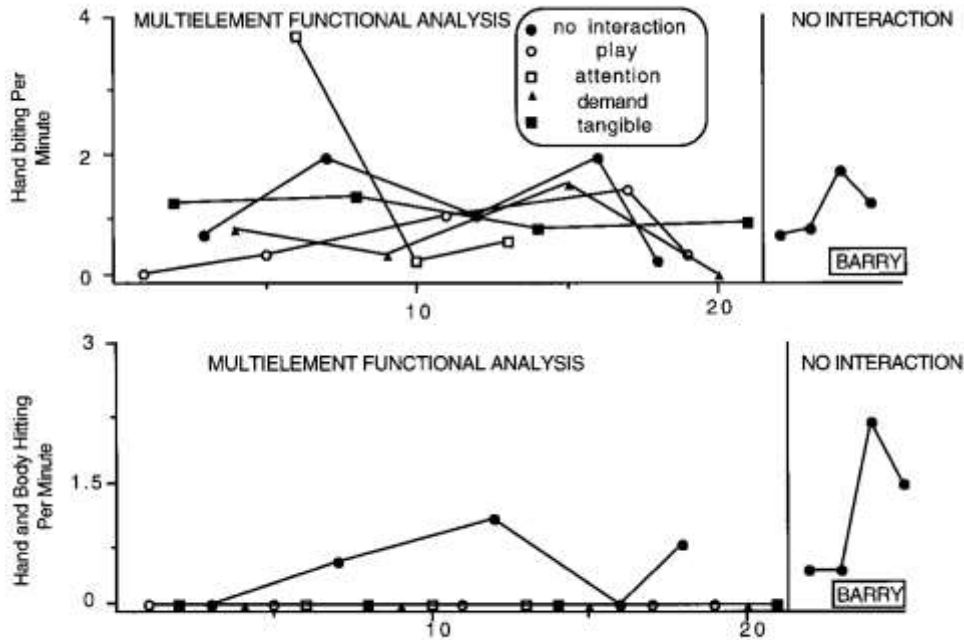 MULTIELEMENT FUNCTIONAL ANALYSIS
NO INTERACTION
no interaction
play
attention
demand
tangible
Hand biting Per
Minute
4
2
1
0
BARRY
10
20
MULTIELEMENT FUNCTIONAL ANALYSIS
NO INTERACTION
Hand and Body Hitting
Per Minute
3
1.5
0
BARRY
10
20